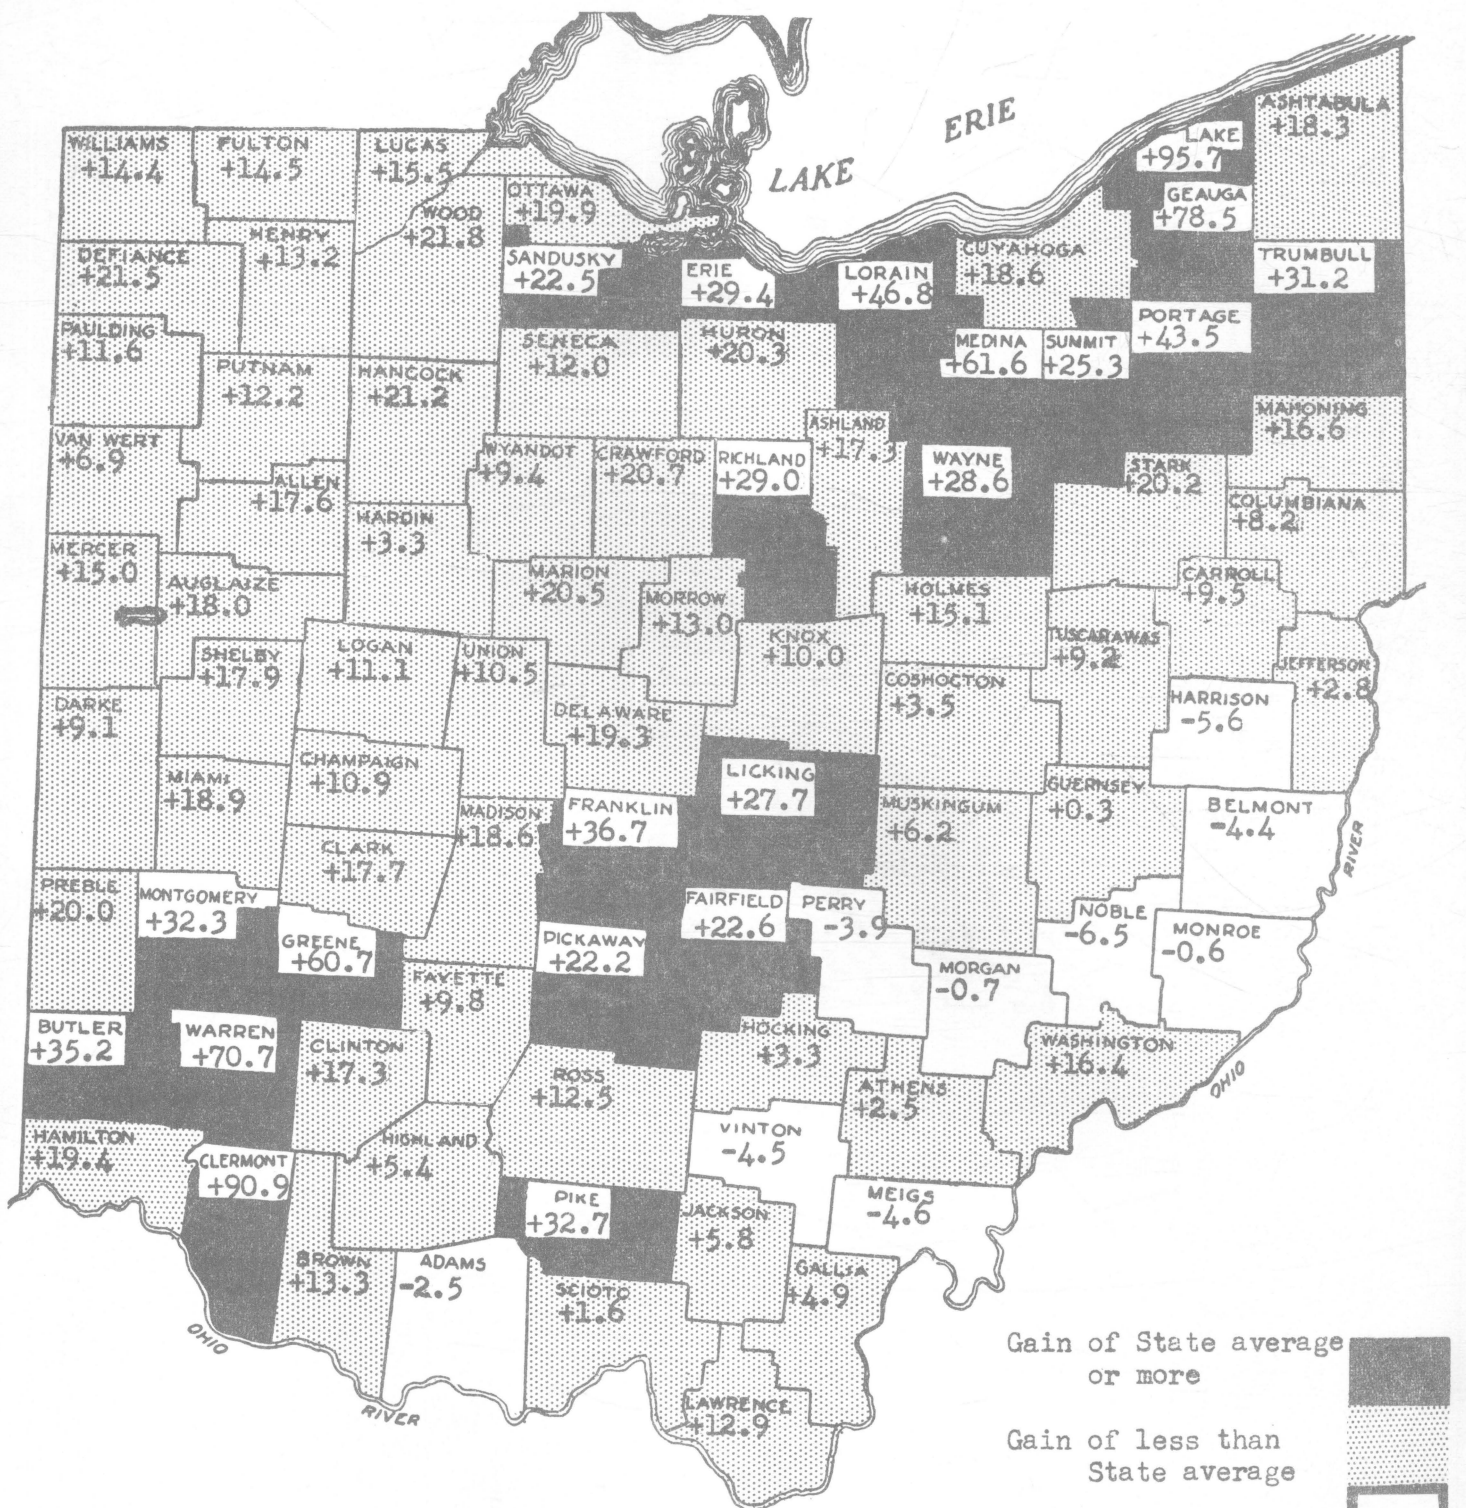 LAKE
ERIE
WILLIAMS
+14.4
FULTON
+14.5
LUCAS
+15.5
OTTAWA
+19.9
WOOD
+21.8
HENRY
+13.2
DEFIANCE
+21.5
SANDUSKY
+22.5
ERIE
+29.4
LORAIN
+46.8
CUYAHOGA
+18.6
LAKE
+95.7
GEAUGA
+78.5
ASHTABULA
+18.3
TRUMBULL
+31.2
PAULDING
+11.6
PUTNAM
+12.2
HANCOCK
+21.2
SENECA
+12.0
HURON
+20.3
MEDINA
+61.6
SUMMIT
+25.3
PORTAGE
+43.5
MAHONING
+16.6
VAN WERT
+6.9
ALLEN
+17.6
WYANDOT
+9.4
CRAWFORD
+20.7
RICHLAND
+29.0
ASHLAND
+17.3
WAYNE
+28.6
STARK
+20.2
COLUMBIANA
+8.2
MERCER
+15.0
AUGLAIZE
+18.0
HARDIN
+3.3
MARION
+20.5
MORROW
+13.0
KNOX
+10.0
HOLMES
+15.1
TUSCARAWAS
+9.2
CARROLL
+9.5
JEFFERSON
+2.8
HARRISON
-5.6
SHELBY
+17.9
LOGAN
+11.1
UNION
+10.5
DELAWARE
+19.3
COSHOCTON
+3.5
DARKE
+9.1
MIAMI
+18.9
CHAMPAIGN
+10.9
MADISON
+18.6
FRANKLIN
+36.7
LICKING
+27.7
MUSKINGUM
+6.2
GUERNSEY
+0.3
BELMONT
-4.4
CLARK
+17.7
PREBLE
+20.0
MONTGOMERY
+32.3
GREENE
+60.7
PICKAWAY
+22.2
FAIRFIELD
+22.6
PERRY
-3.9
MORGAN
-0.7
NOBLE
-6.5
MONROE
-0.6
FAYETTE
+9.8
BUTLER
+35.2
WARREN
+70.7
CLINTON
+17.3
ROSS
+12.5
HOCKING
+3.3
ATHENS
+2.5
WASHINGTON
+16.4
HAMILTON
+19.4
CLERMONT
+90.9
HIGHLAND
+5.4
PIKE
+32.7
VINTON
-4.5
MEIGS
-4.6
JACKSON
+5.8
BROWN
+13.3
ADAMS
-2.5
SCIOTO
+1.6
GALLIA
+4.9
LAWRENCE
+12.9
OHIO
RIVER
OHIO
RIVER
Gain of State average
or more
Gain of less than
State average